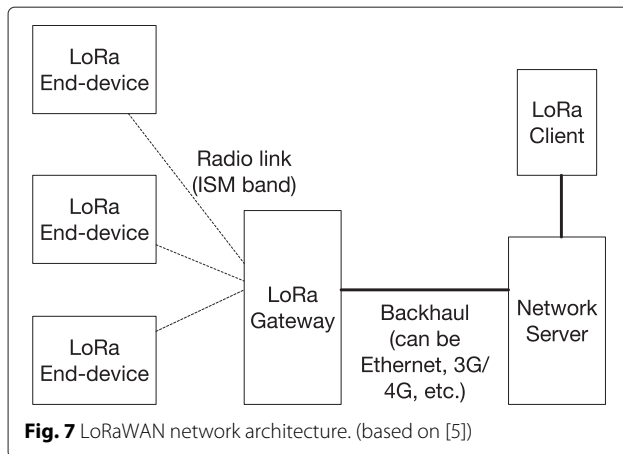 LoRa
End-device
LoRa
End-device
LoRa
End-device
Radio link
(ISM band)
LoRa
Gateway
Backhaul
(can be
Ethernet, 3G/
4G, etc.)
LoRa
Client
Network
Server
Fig. 7 LoRaWAN network architecture. (based on [5])